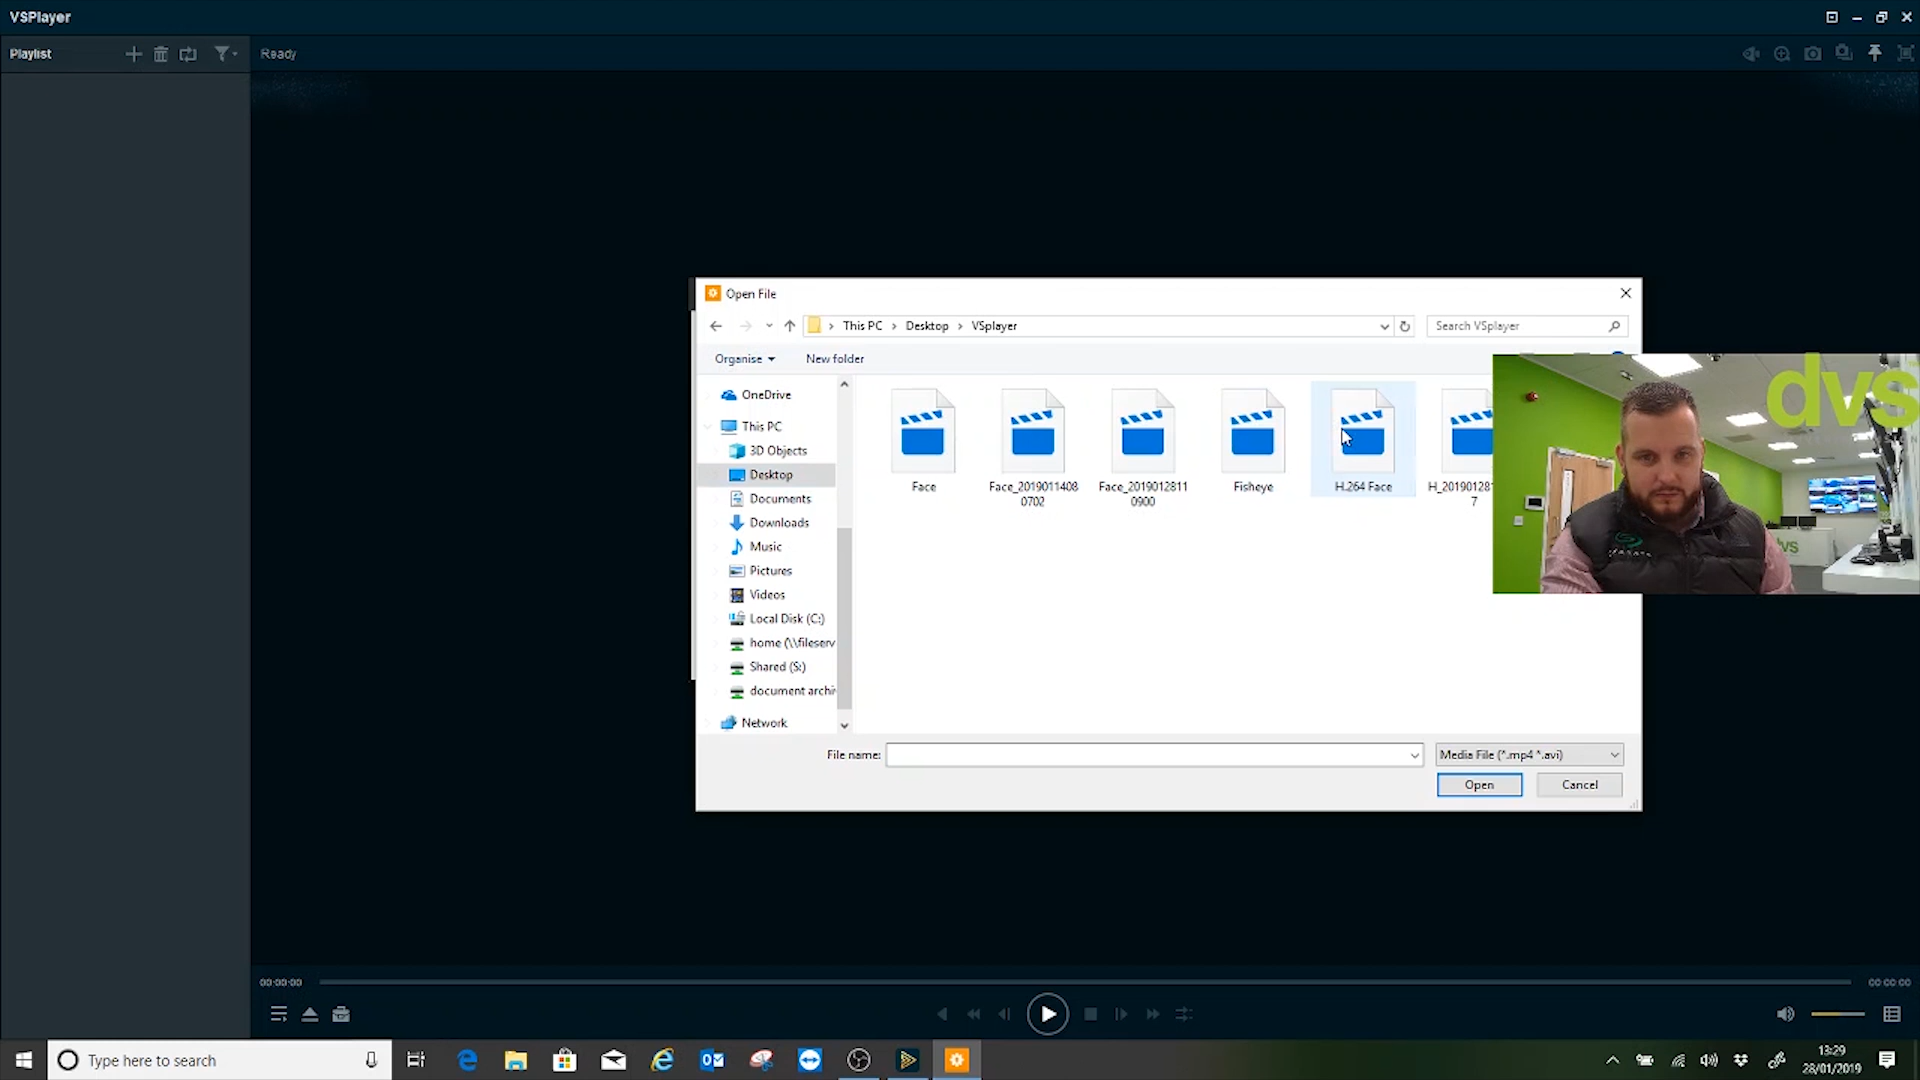 VSPlayer
Playlist
Ready
Open File
This PC
Desktop
VSplayer
Search VSplayer
Organise
New folder
OneDrive
This PC
3D Objects
Desktop
Documents
Downloads
Music
Pictures
Videos
Local Disk (C:)
home (\\fileserv
Shared (S:)
document archi
Network
Face
Face_2019011408
0702
Face_2019012811
0900
Fisheye
H.264 Face
H_201901281
7
dvs
dvs
File name:
Media File (*.mp4 *.avi)
Open
Cancel
00:00:00
00:00:00
Type here to search
13:29
28/01/2019